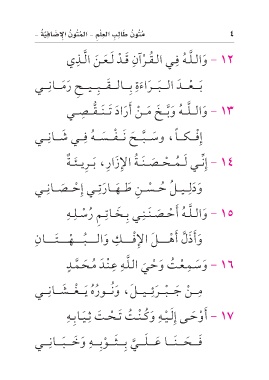 ٤ مُتُونُ طَالِبِ العِلْمِ - المُتُونُ الإِضَافِيَّةُ -
١٢ - وَاللَّهُ فِي القُرْآنِ قَدْ لَعَنَ الَّذِي
بَعْدَ البَرَاءَةِ بِالقَبِيحِ رَمَانِي
١٣ - وَاللَّهُ وَبَّخَ مَنْ أَرَادَ تَنَقُّصِي
إِفْكاً، وَسَبَّحَ نَفْسَهُ فِي شَانِي
١٤ - إِنِّي لَمُحْصَنَةُ الإِزَارِ، بَرِيئَةٌ
وَدَلِيلُ حُسْنِ طَهَارَتِي إِحْصَانِي
١٥ - وَاللَّهُ أَحْصَنَنِي بِخَاتِمِ رُسْلِهِ
وَأَذَلَّ أَهْلَ الإِفْكِ وَالبُهْتَانِ
١٦ - وَسَمِعْتُ وَحْيَ اللَّهِ عِنْدَ مُحَمَّدٍ
مِنْ جَبْرَئِيلَ، وَنُورُهُ يَغْشَانِي
١٧ - أَوْحَى إِلَيْهِ وَكُنْتُ تَحْتَ ثِيَابِهِ
فَحَنَا عَلَيَّ بِثَوْبِهِ وَخَبَانِي